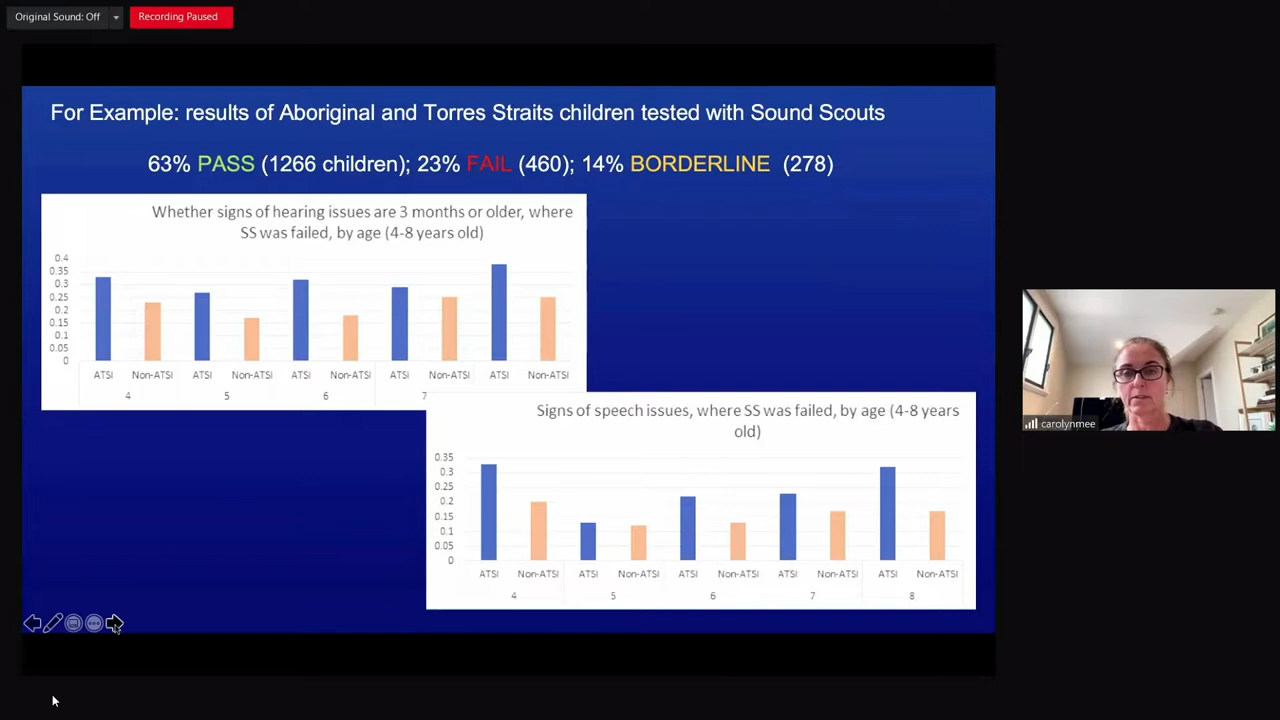 Original Sound: Off
Recording Paused
For Example: results of Aboriginal and Torres Straits children tested with Sound Scouts
63% PASS (1266 children); 23% FAIL (460); 14% BORDERLINE (278)
Whether signs of hearing issues are 3 months or older, where
SS was failed, by age (4-8 years old)
0.4
0.35
0.3
0.25
0.2
0.15
0.1
0.05
0
ATSI Non-ATSI ATSI Non-ATSI ATSI Non-ATSI ATSI Non-ATSI ATSI Non-ATSI
4 5 6 7
Signs of speech issues, where SS was failed, by age (4-8 years
old)
0.35
0.3
0.25
0.2
0.15
0.1
0.05
0
ATSI Non-ATSI ATSI Non-ATSI ATSI Non-ATSI ATSI Non-ATSI ATSI Non-ATSI
4 5 6 7 8
carolynmee